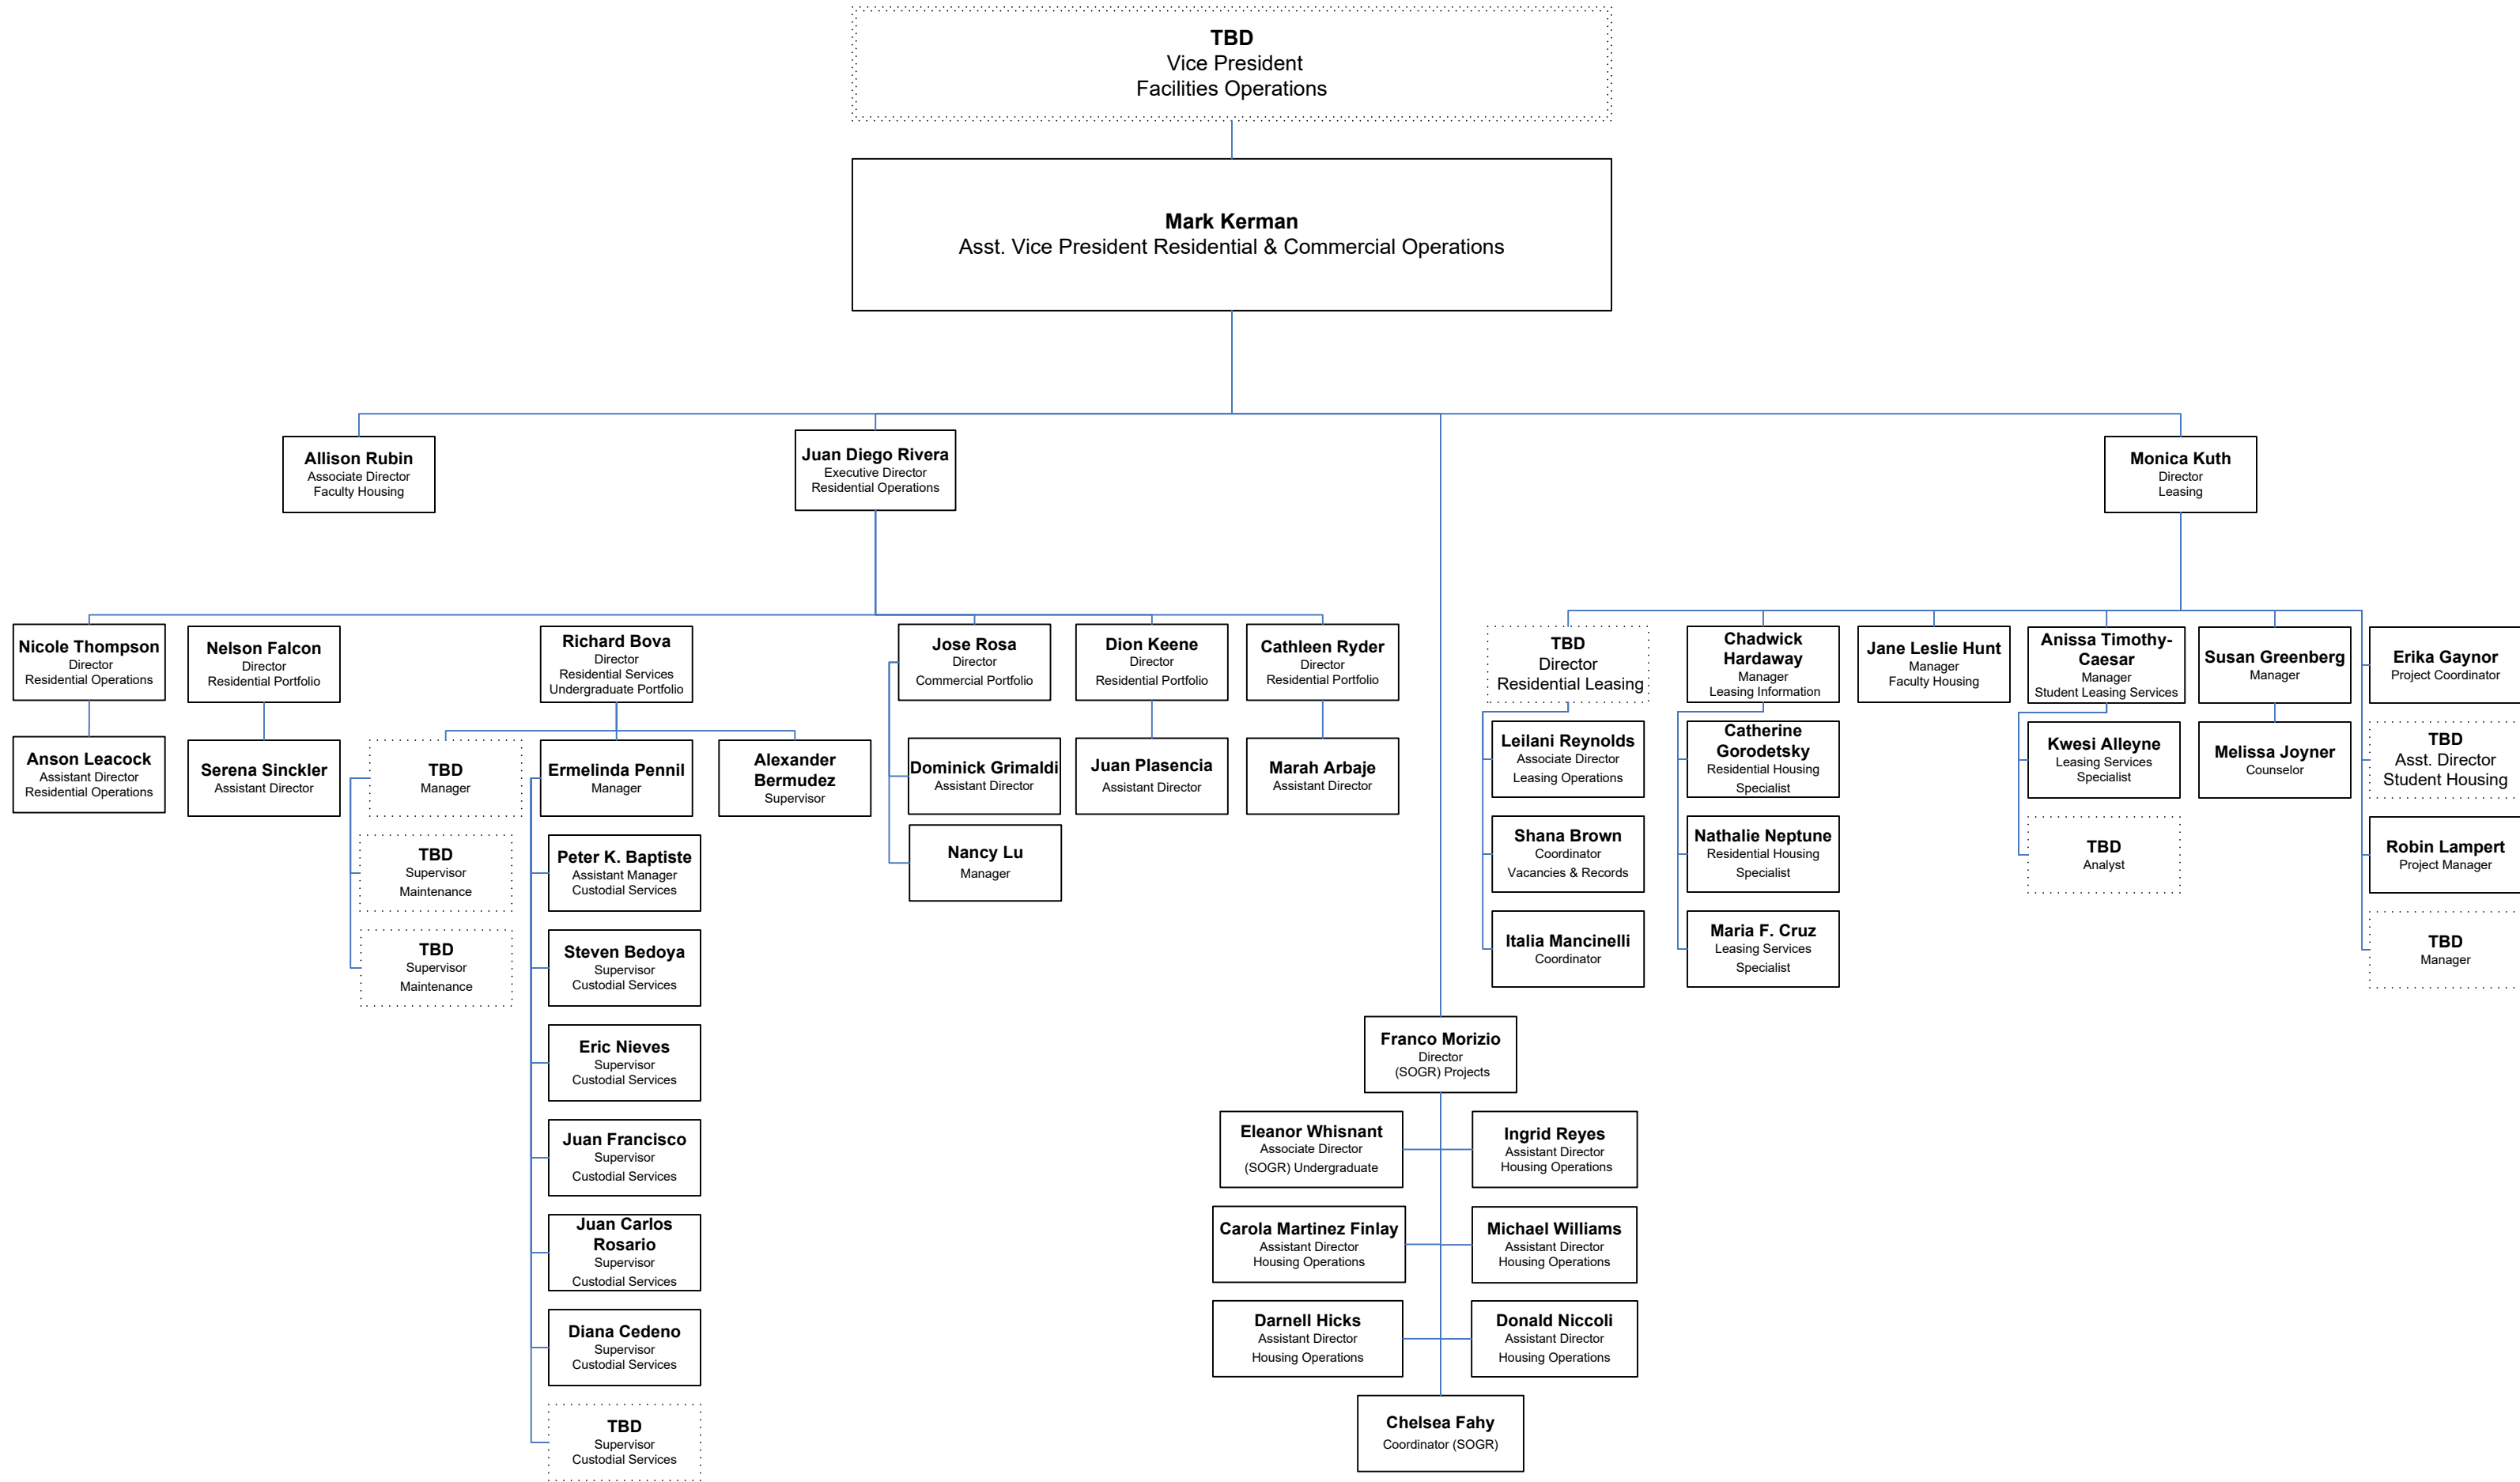 TBD
Vice President
Facilities Operations
Mark Kerman
Asst. Vice President Residential & Commercial Operations
Allison Rubin
Associate Director
Faculty Housing
Juan Diego Rivera
Executive Director
Residential Operations
Monica Kuth
Director
Leasing
Nicole Thompson
Director
Residential Operations
Nelson Falcon
Director
Residential Portfolio
Richard Bova
Director
Residential Services
Undergraduate Portfolio
Jose Rosa
Director
Commercial Portfolio
Dion Keene
Director
Residential Portfolio
Cathleen Ryder
Director
Residential Portfolio
TBD
Director
Residential Leasing
Chadwick
Hardaway
Manager
Leasing Information
Jane Leslie Hunt
Manager
Faculty Housing
Anissa Timothy-
Caesar
Manager
Student Leasing Services
Susan Greenberg
Manager
Erika Gaynor
Project Coordinator
Anson Leacock
Assistant Director
Residential Operations
Serena Sinckler
Assistant Director
TBD
Manager
Ermelinda Pennil
Manager
Alexander
Bermudez
Supervisor
Dominick Grimaldi
Assistant Director
Juan Plasencia
Assistant Director
Marah Arbaje
Assistant Director
Leilani Reynolds
Associate Director
Leasing Operations
Catherine
Gorodetsky
Residential Housing
Specialist
Kwesi Alleyne
Leasing Services
Specialist
Melissa Joyner
Counselor
TBD
Asst. Director
Student Housing
TBD
Supervisor
Maintenance
Peter K. Baptiste
Assistant Manager
Custodial Services
Nancy Lu
Manager
Shana Brown
Coordinator
Vacancies & Records
Nathalie Neptune
Residential Housing
Specialist
TBD
Analyst
Robin Lampert
Project Manager
TBD
Supervisor
Maintenance
Steven Bedoya
Supervisor
Custodial Services
Italia Mancinelli
Coordinator
Maria F. Cruz
Leasing Services
Specialist
TBD
Manager
Eric Nieves
Supervisor
Custodial Services
Franco Morizio
Director
(SOGR) Projects
Juan Francisco
Supervisor
Custodial Services
Eleanor Whisnant
Associate Director
(SOGR) Undergraduate
Ingrid Reyes
Assistant Director
Housing Operations
Juan Carlos
Rosario
Supervisor
Custodial Services
Carola Martinez Finlay
Assistant Director
Housing Operations
Michael Williams
Assistant Director
Housing Operations
Diana Cedeno
Supervisor
Custodial Services
Darnell Hicks
Assistant Director
Housing Operations
Donald Niccoli
Assistant Director
Housing Operations
TBD
Supervisor
Custodial Services
Chelsea Fahy
Coordinator (SOGR)